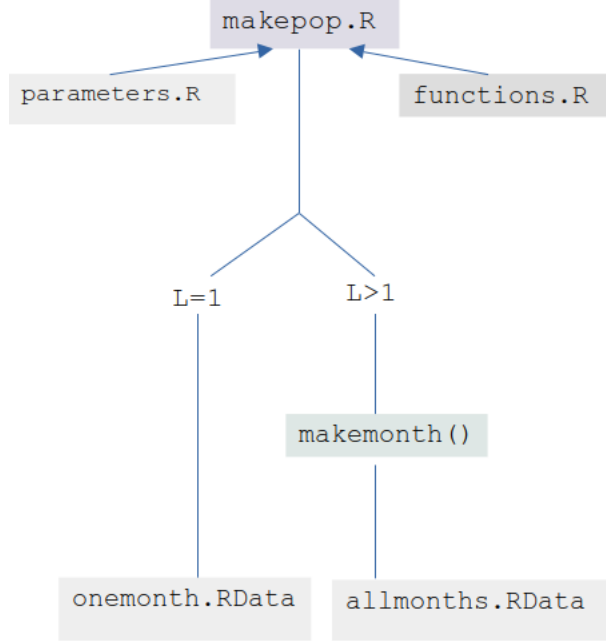 makepop.R
parameters.R
functions.R
L=1
L>1
makemonth()
onemonth.RData
allmonths.RData